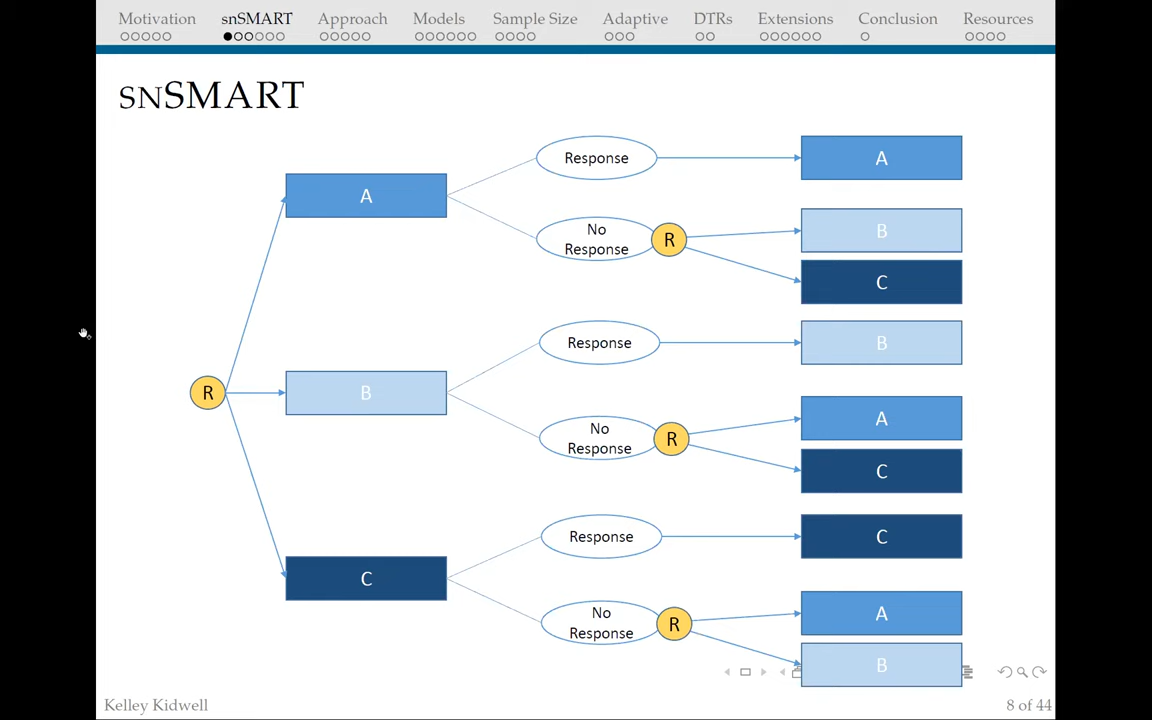 Motivation snSMART Approach Models Sample Size Adaptive DTRs Extensions Conclusion Resources
snSMART
Response
A
A
No
Response
R
B
C
Response
B
R
B
No
Response
R
A
C
Response
C
C
No
Response
R
A
B
Kelley Kidwell
8 of 44